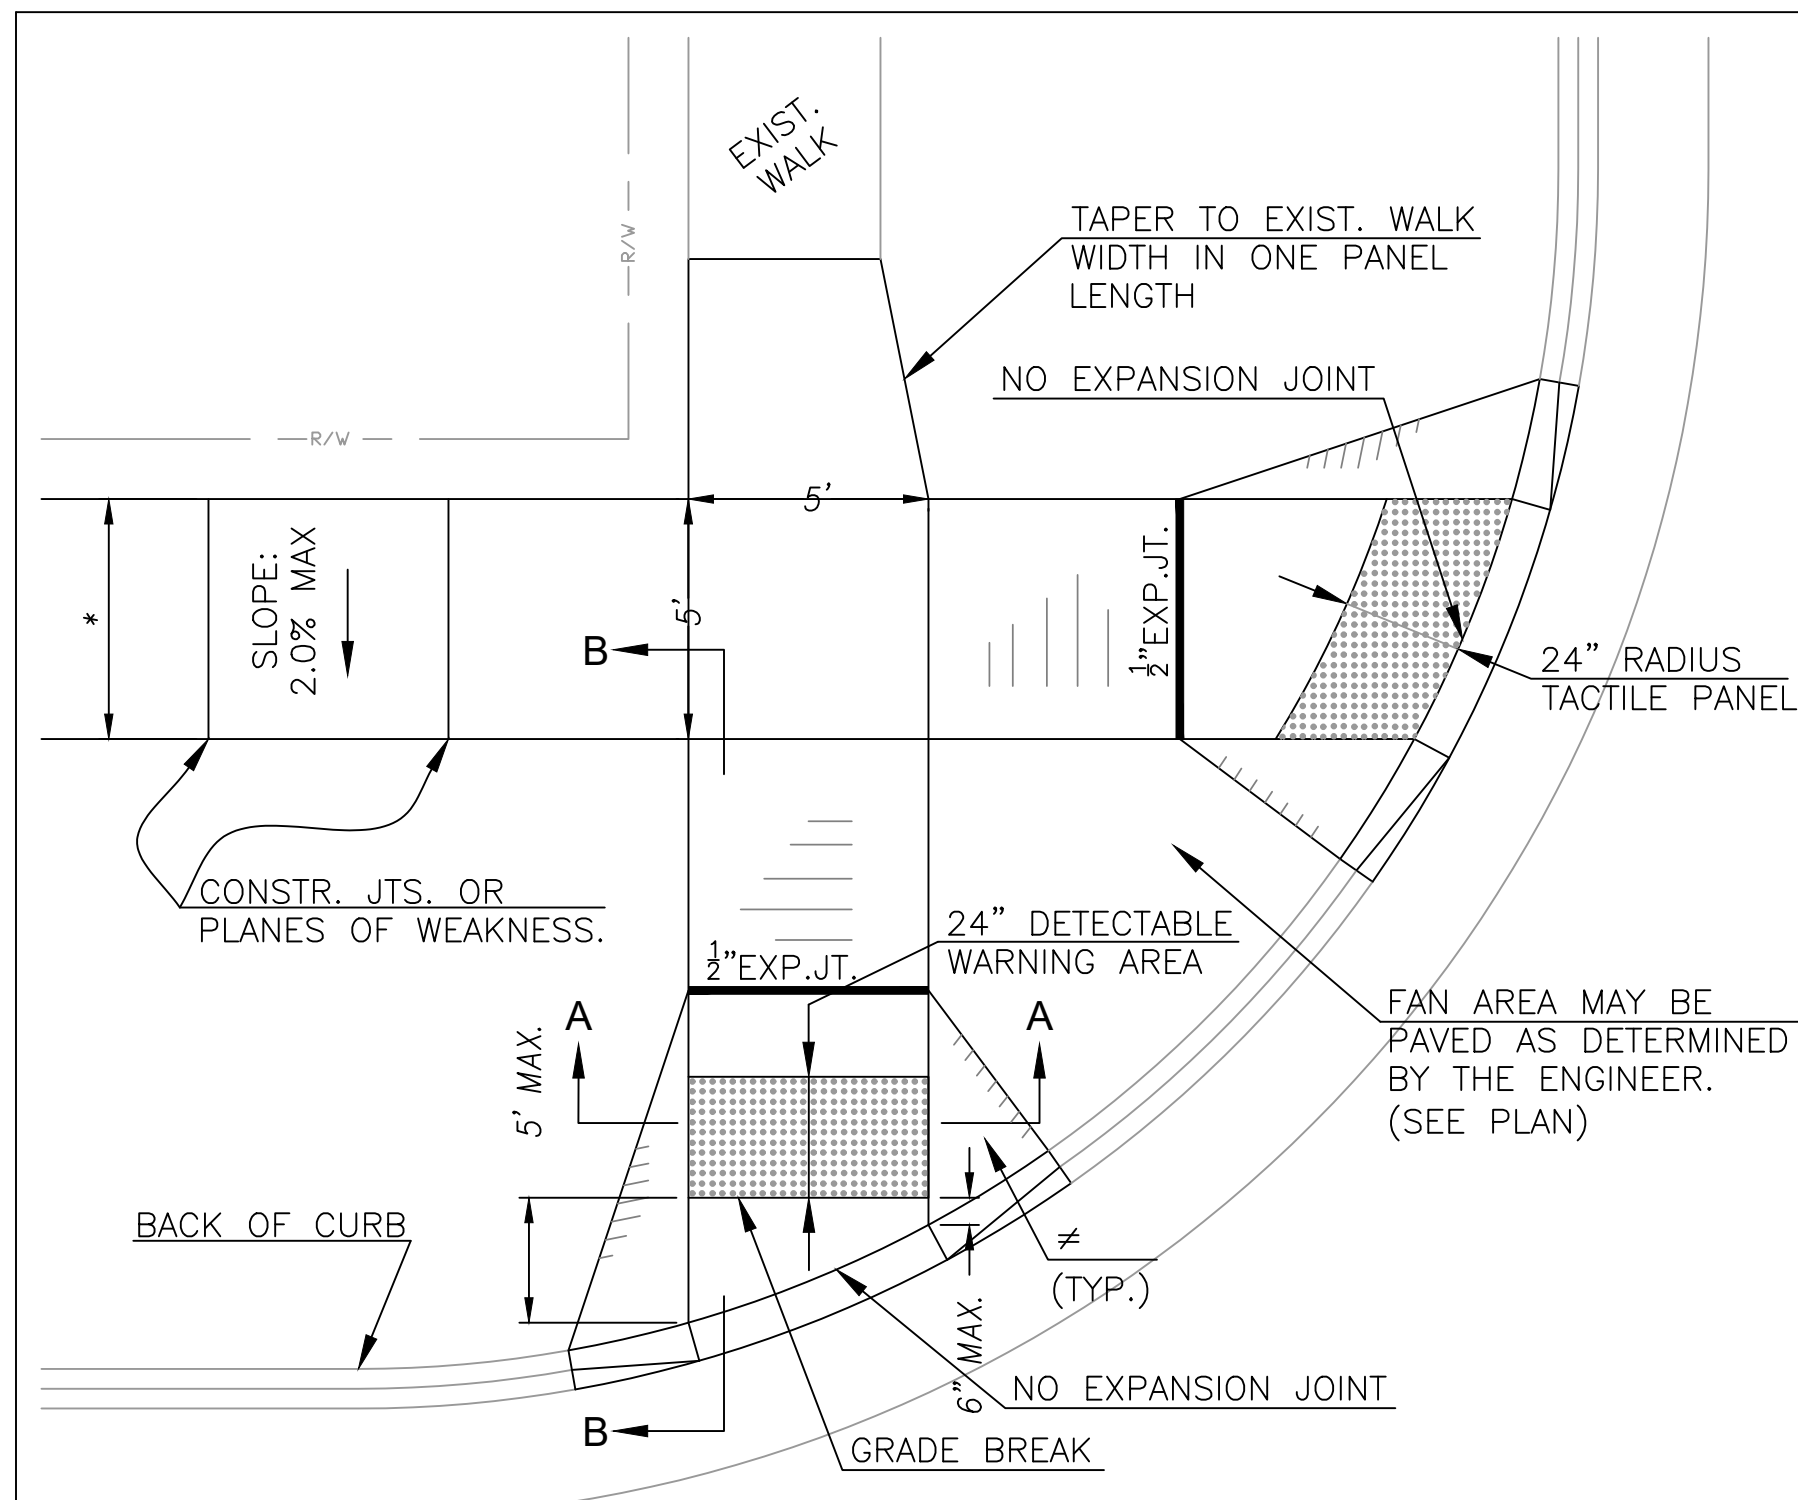 EXIST.
WALK
R/W
R/W
TAPER TO EXIST. WALK
WIDTH IN ONE PANEL
LENGTH
NO EXPANSION JOINT
5'
*
SLOPE:
2.0% MAX
5'
B
½"EXP.JT.
24" RADIUS
TACTILE PANEL
CONSTR. JTS. OR
PLANES OF WEAKNESS.
24" DETECTABLE
WARNING AREA
½"EXP.JT.
A
A
5' MAX.
FAN AREA MAY BE
PAVED AS DETERMINED
BY THE ENGINEER.
(SEE PLAN)
BACK OF CURB
≠
(TYP.)
6" MAX.
NO EXPANSION JOINT
B
GRADE BREAK